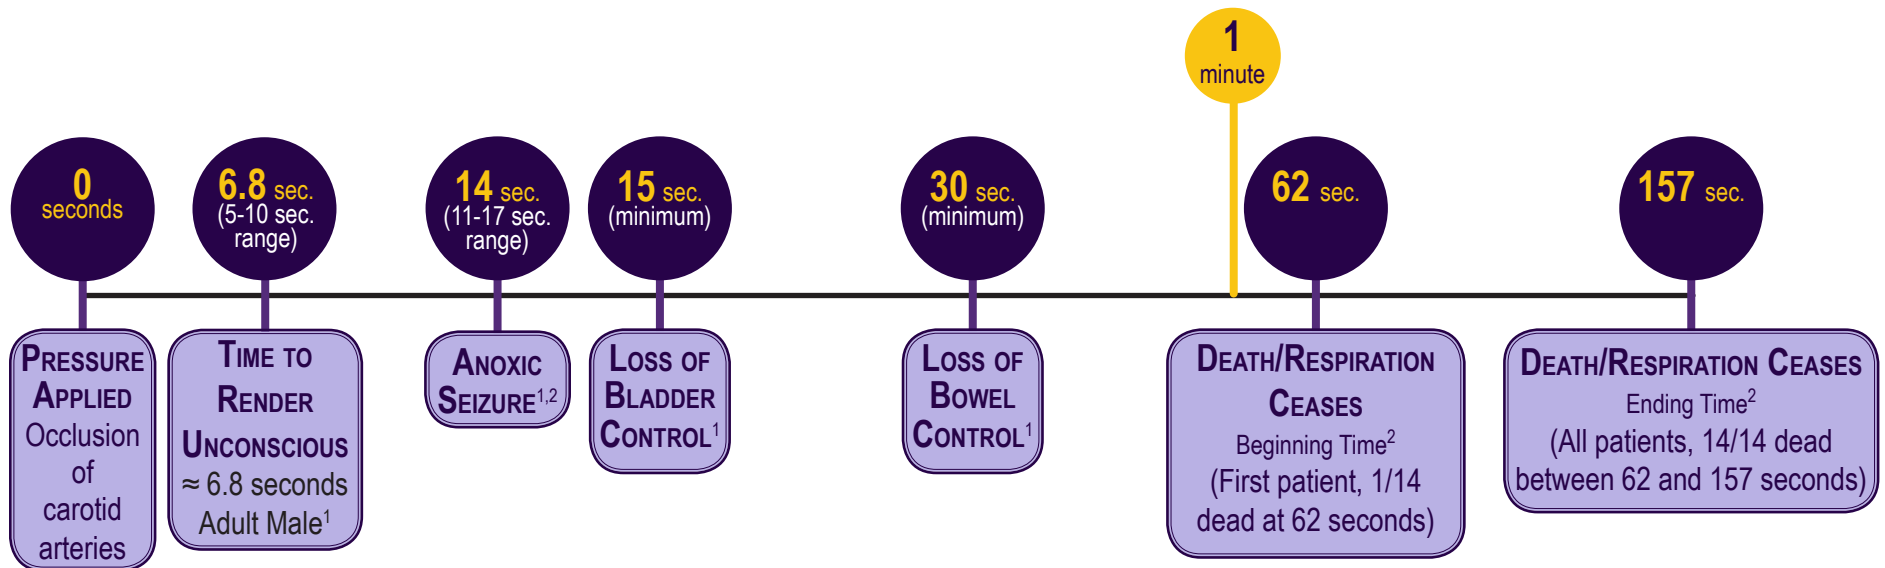 1
minute
0
seconds
6.8 sec.
(5-10 sec.
range)
14 sec.
(11-17 sec.
range)
15 sec.
(minimum)
30 sec.
(minimum)
62 sec.
157 sec.
PRESSURE
APPLIED
Occlusion
of
carotid
arteries
TIME TO
RENDER
UNCONSCIOUS
≈ 6.8 seconds
Adult Male¹
ANOXIC
SEIZURE¹,²
LOSS OF
BLADDER
CONTROL¹
LOSS OF
BOWEL
CONTROL¹
DEATH/RESPIRATION
CEASES
Beginning Time²
(First patient, 1/14
dead at 62 seconds)
DEATH/RESPIRATION CEASES
Ending Time²
(All patients, 14/14 dead
between 62 and 157 seconds)